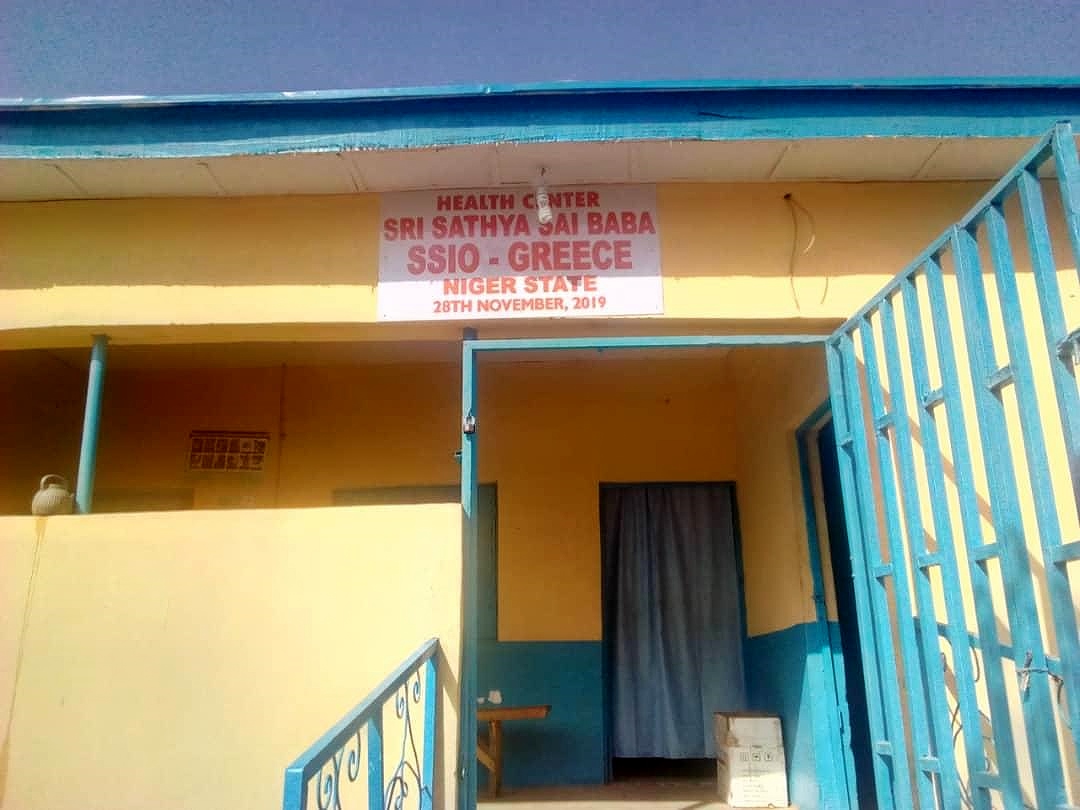 HEALTH CENTER
SRI SATHYA SAI BABA
SSIO - GREECE
NIGER STATE
28TH NOVEMBER, 2019